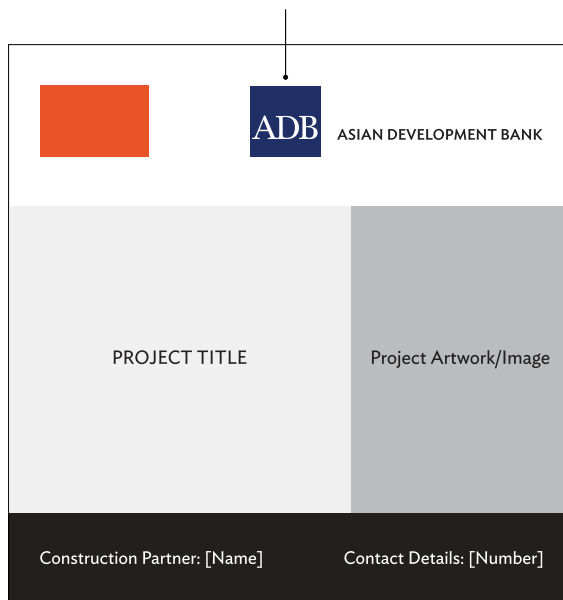 ADB
ASIAN DEVELOPMENT BANK
PROJECT TITLE
Project Artwork/Image
Construction Partner: [Name]
Contact Details: [Number]